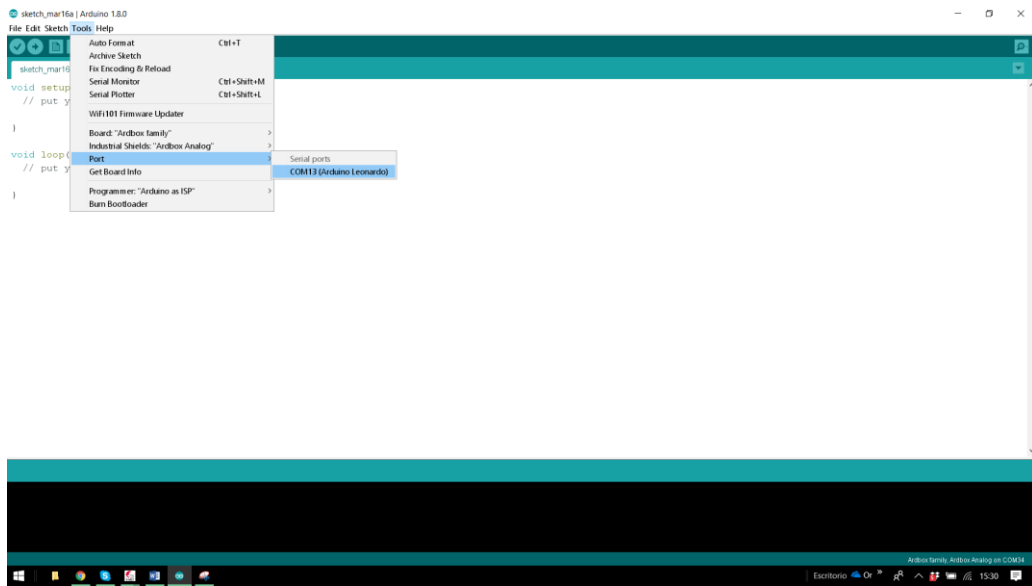 sketch_mar16a | Arduino 1.8.0
File Edit Sketch Tools Help
sketch_mar16
Auto Format Ctrl+T
Archive Sketch
Fix Encoding & Reload
Serial Monitor Ctrl+Shift+M
Serial Plotter Ctrl+Shift+L
WiFi101 Firmware Updater
Board: "Ardbox family"
Industrial Shields: "Ardbox Analog"
Port
Get Board Info
Programmer: "Arduino as ISP"
Burn Bootloader
Serial ports
COM13 (Arduino Leonardo)
void setup
// put y
}
void loop(
// put y
}
Ardbox family, Ardbox Analog on COM34
Escritorio Or » 15:30